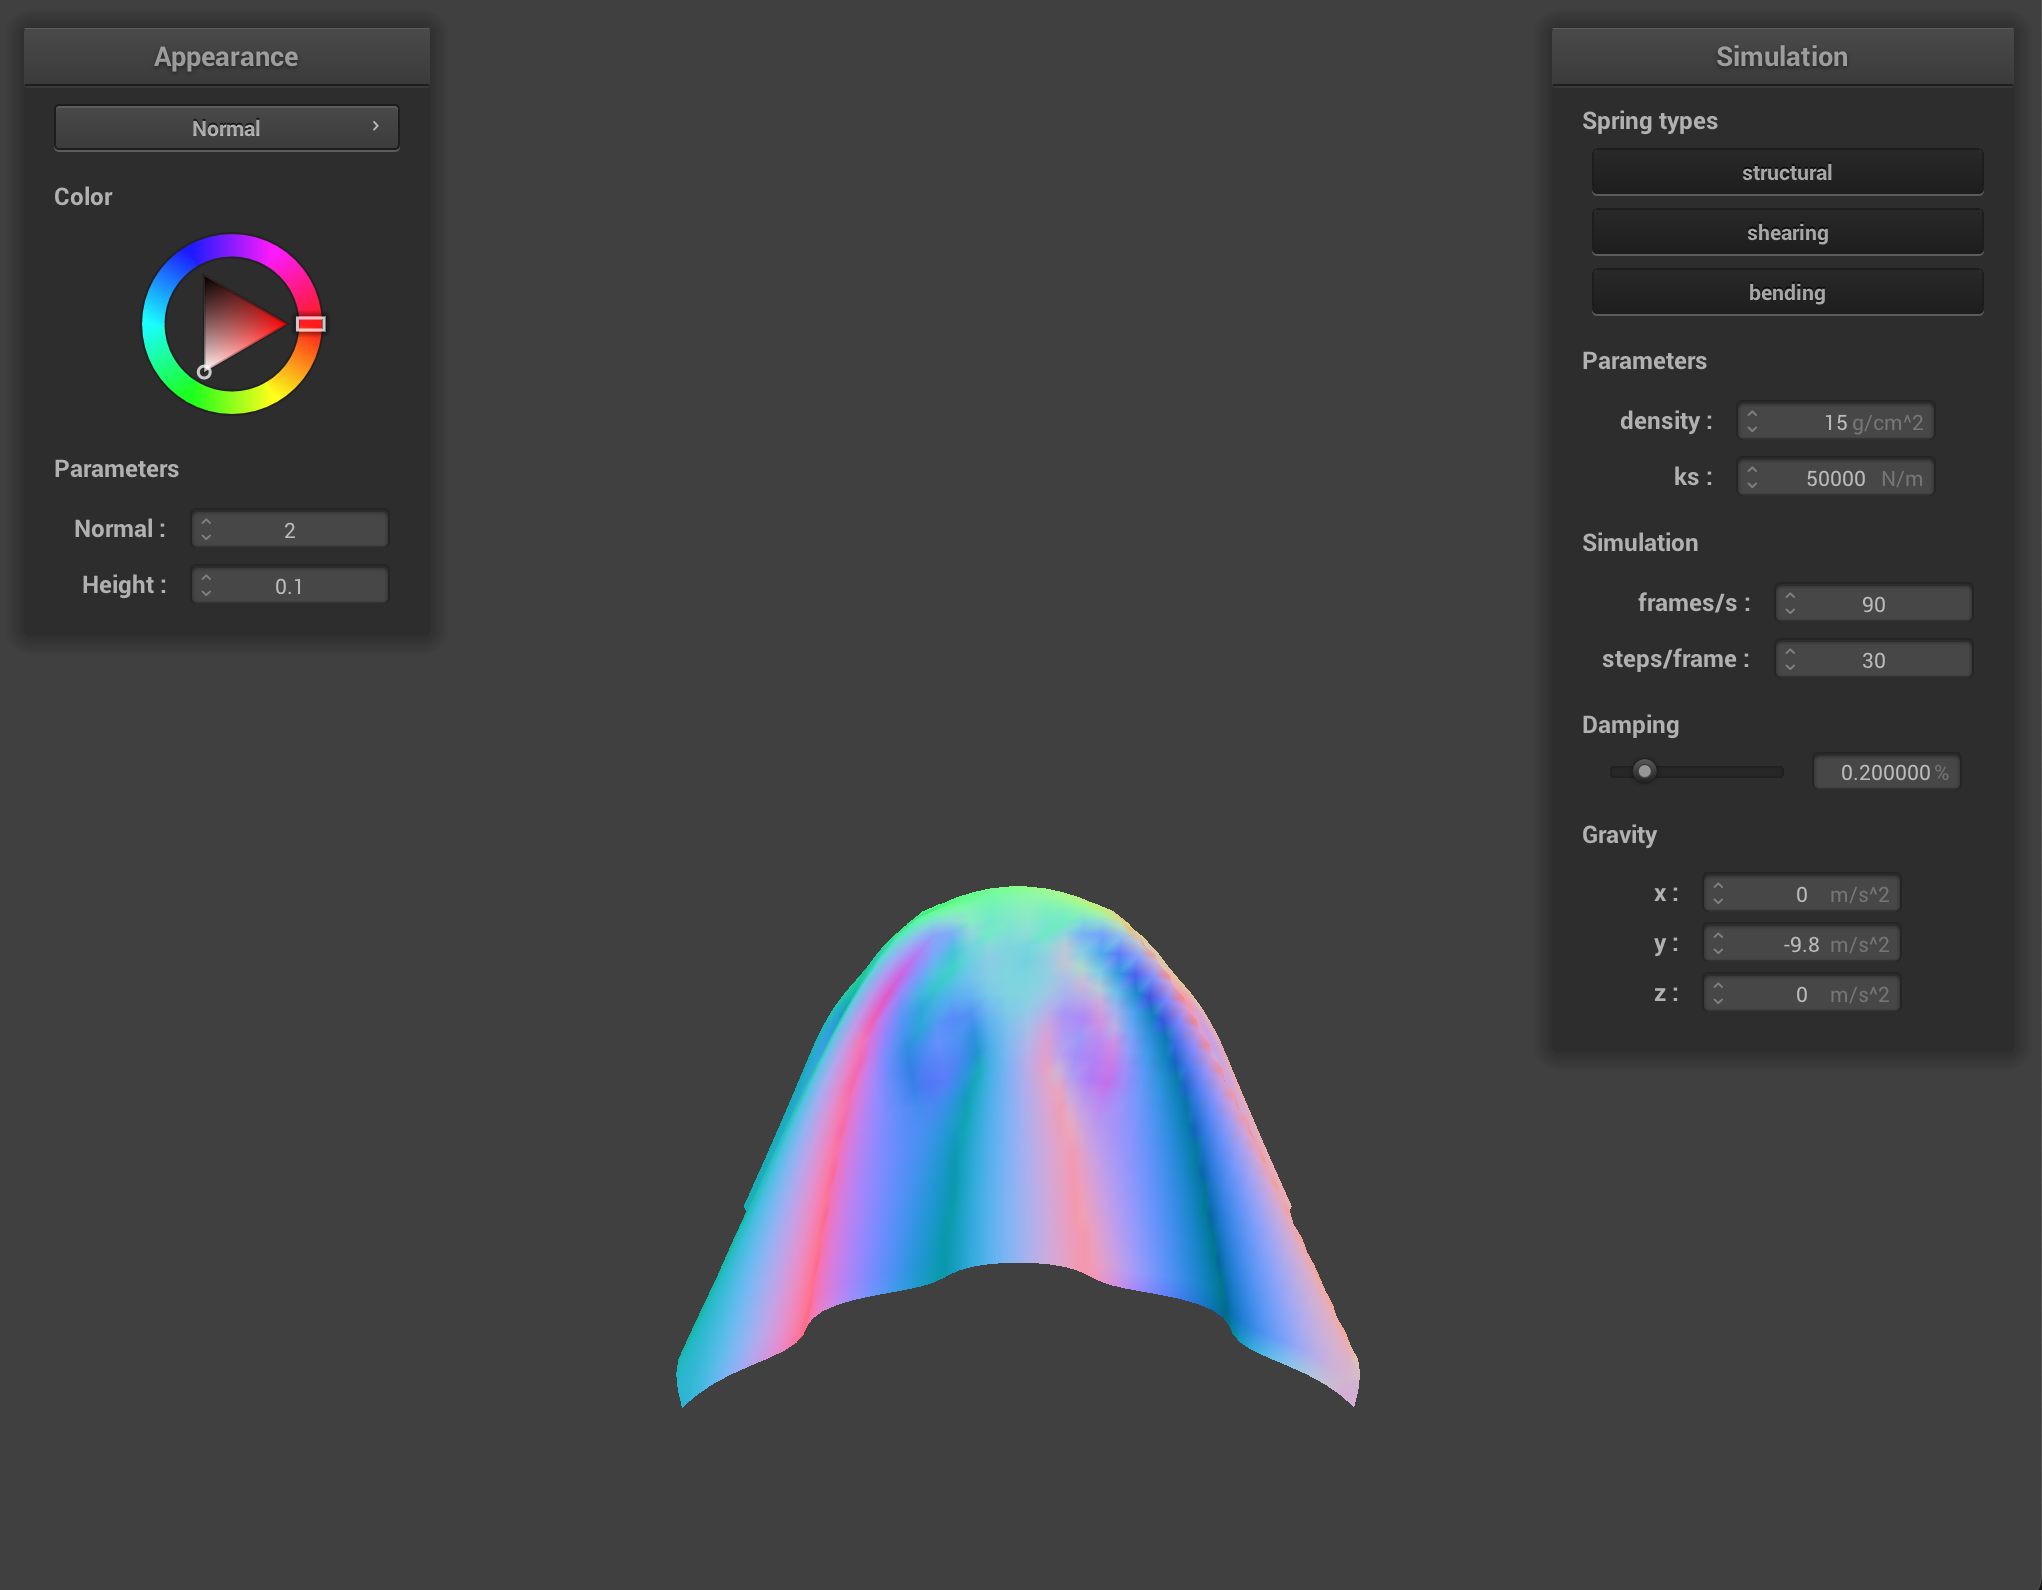 Appearance
Normal
Color
Parameters
Normal : 2
Height : 0.1
Simulation
Spring types
structural
shearing
bending
Parameters
density : 15 g/cm^2
ks : 50000 N/m
Simulation
frames/s : 90
steps/frame : 30
Damping
0.200000 %
Gravity
x : 0 m/s^2
y : -9.8 m/s^2
z : 0 m/s^2